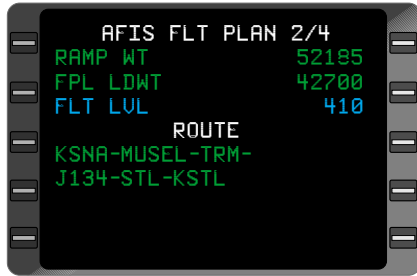 AFIS FLT PLAN 2/4
RAMP WT 52185
FPL LDWT 42700
FLT LVL 410
ROUTE
KSNA-MUSEL-TRM-
J134-STL-KSTL